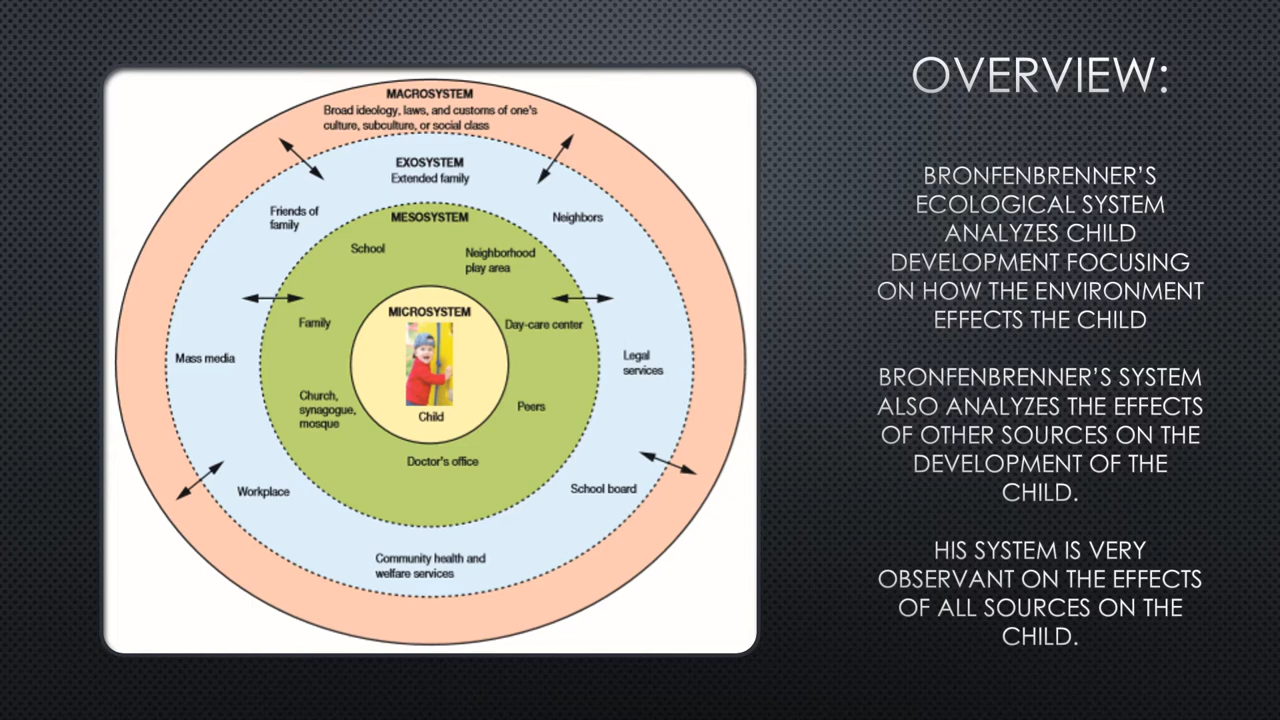 MACROSYSTEM
Broad ideology, laws, and customs of one's
culture, subculture, or social class
EXOSYSTEM
Extended family
Friends of
family
Neighbors
MESOSYSTEM
School
Neighborhood
play area
MICROSYSTEM
Family
Day-care center
Mass media
Legal
services
Church,
synagogue,
mosque
Peers
Child
Doctor's office
Workplace
School board
Community health and
welfare services
OVERVIEW:
BRONFENBRENNER'S
ECOLOGICAL SYSTEM
ANALYZES CHILD
DEVELOPMENT FOCUSING
ON HOW THE ENVIRONMENT
EFFECTS THE CHILD
BRONFENBRENNER'S SYSTEM
ALSO ANALYZES THE EFFECTS
OF OTHER SOURCES ON THE
DEVELOPMENT OF THE
CHILD.
HIS SYSTEM IS VERY
OBSERVANT ON THE EFFECTS
OF ALL SOURCES ON THE
CHILD.